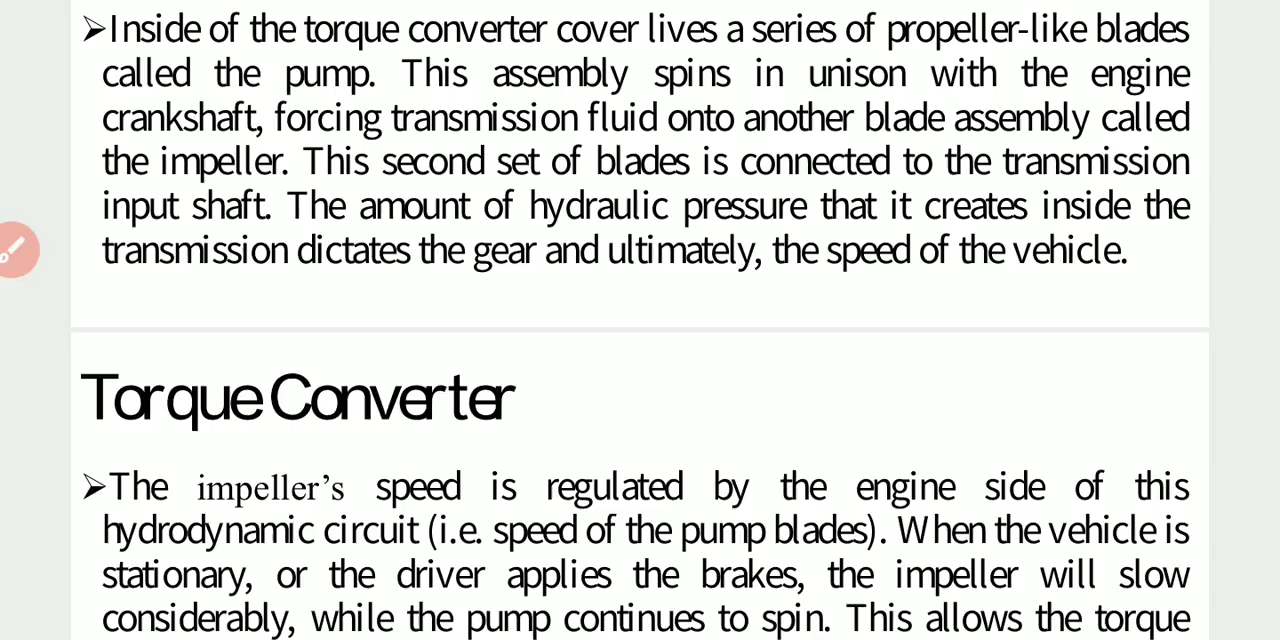 ➢Inside of the torque converter cover lives a series of propeller-like blades
called the pump. This assembly spins in unison with the engine
crankshaft, forcing transmission fluid onto another blade assembly called
the impeller. This second set of blades is connected to the transmission
input shaft. The amount of hydraulic pressure that it creates inside the
transmission dictates the gear and ultimately, the speed of the vehicle.
Torque Converter
➢The impeller’s speed is regulated by the engine side of this
hydrodynamic circuit (i.e. speed of the pump blades). When the vehicle is
stationary, or the driver applies the brakes, the impeller will slow
considerably, while the pump continues to spin. This allows the torque